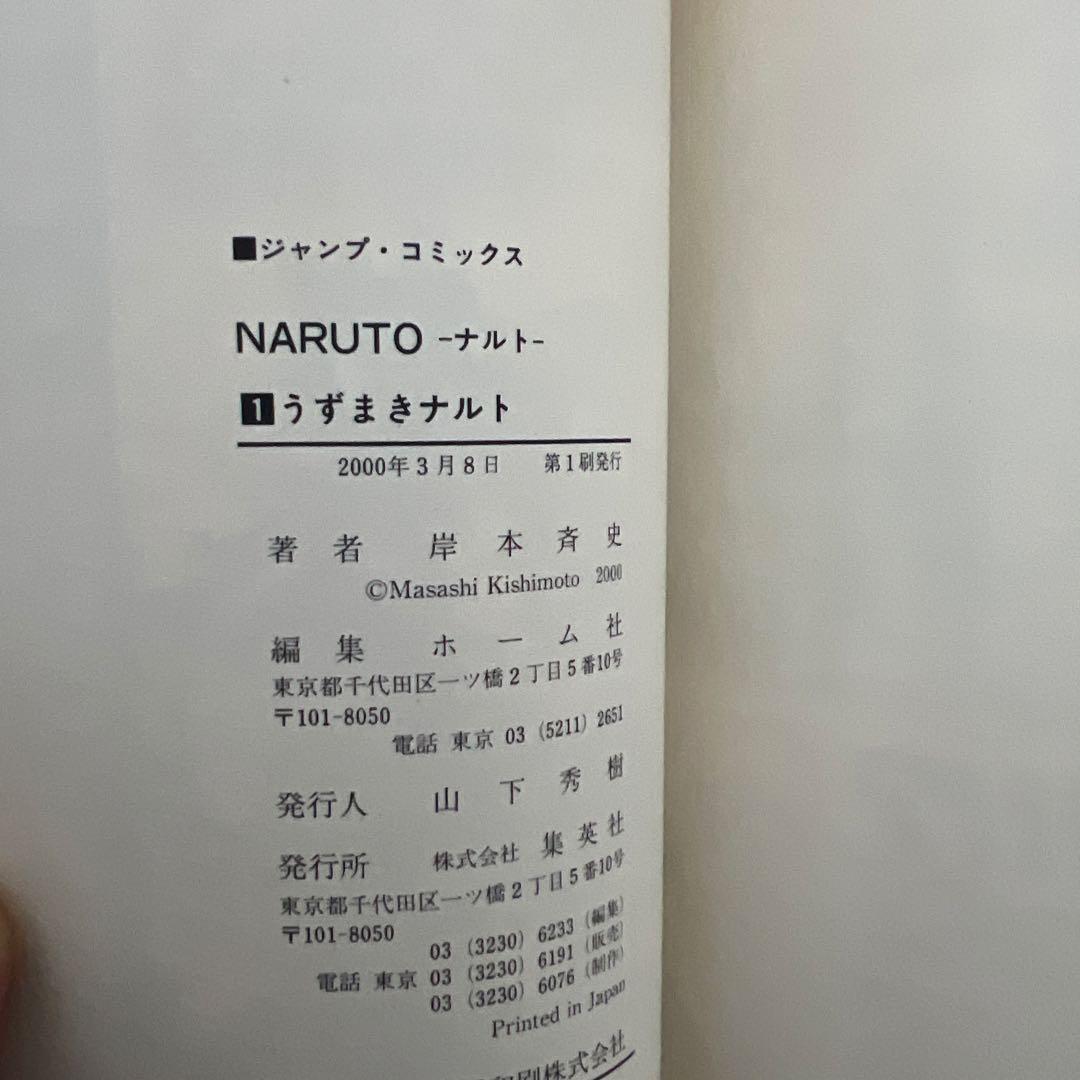 ■ジャンプ・コミックス
NARUTO -ナルト-
1うずまきナルト
2000年3月8日 第1刷発行
著者 岸本斉史
©Masashi Kishimoto 2000
編集 ホーム社
東京都千代田区一ツ橋2丁目5番10号
〒101-8050
電話 東京 03 (5211) 2651
発行人 山下秀樹
発行所 株式会社 集英社
東京都千代田区一ツ橋2丁目5番10号
〒101-8050
03 (3230) 6233 (編集)
電話 東京 03 (3230) 6191 (販売)
03 (3230) 6076 (制作)
Printed in Japan
印刷株式会社